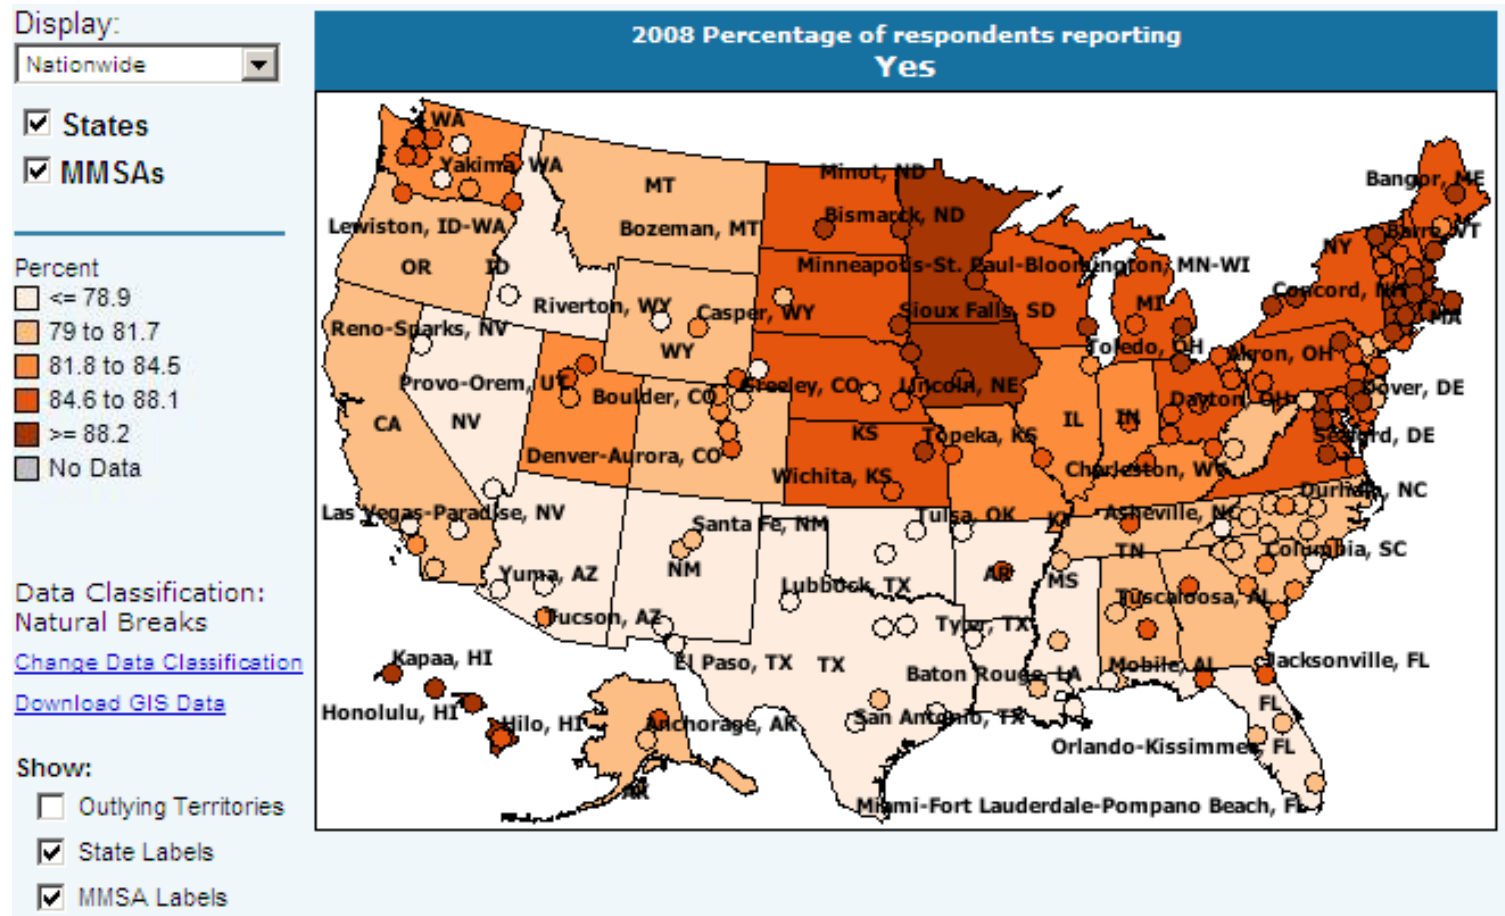 Display:
Nationwide
States
MMSAs
Percent
<= 78.9
79 to 81.7
81.8 to 84.5
84.6 to 88.1
>= 88.2
No Data
Data Classification:
Natural Breaks
Change Data Classification
Download GIS Data
Show:
Outlying Territories
State Labels
MMSA Labels
2008 Percentage of respondents reporting
Yes
WA
Yakima, WA
MT
Minot, ND
Bangor, ME
Lewiston, ID-WA
Bozeman, MT
Bismarck, ND
Barre, VT
NY
OR
ID
Minneapolis-St. Paul-Bloomington, MN-WI
Concord, NH
Riverton, WY
Casper, WY
Sioux Falls, SD
MI
MA
Reno-Sparks, NV
WY
Toledo, OH
Akron, OH
Provo-Orem, UT
Boulder, CO
Greeley, CO
Lincoln, NE
Dover, DE
Dayton, OH
CA
NV
KS
Topeka, KS
IL
IN
Seaford, DE
Denver-Aurora, CO
Wichita, KS
Charleston, WV
Durham, NC
Las Vegas-Paradise, NV
Santa Fe, NM
Tulsa, OK
KY
Asheville, NC
TN
Columbia, SC
Yuma, AZ
NM
Lubbock, TX
AR
MS
Tuscaloosa, AL
Tucson, AZ
Tyler, TX
Kapaa, HI
El Paso, TX
TX
Baton Rouge, LA
Mobile, AL
Jacksonville, FL
Honolulu, HI
Hilo, HI
Anchorage, AK
San Antonio, TX
FL
Orlando-Kissimmee, FL
AK
Miami-Fort Lauderdale-Pompano Beach, FL